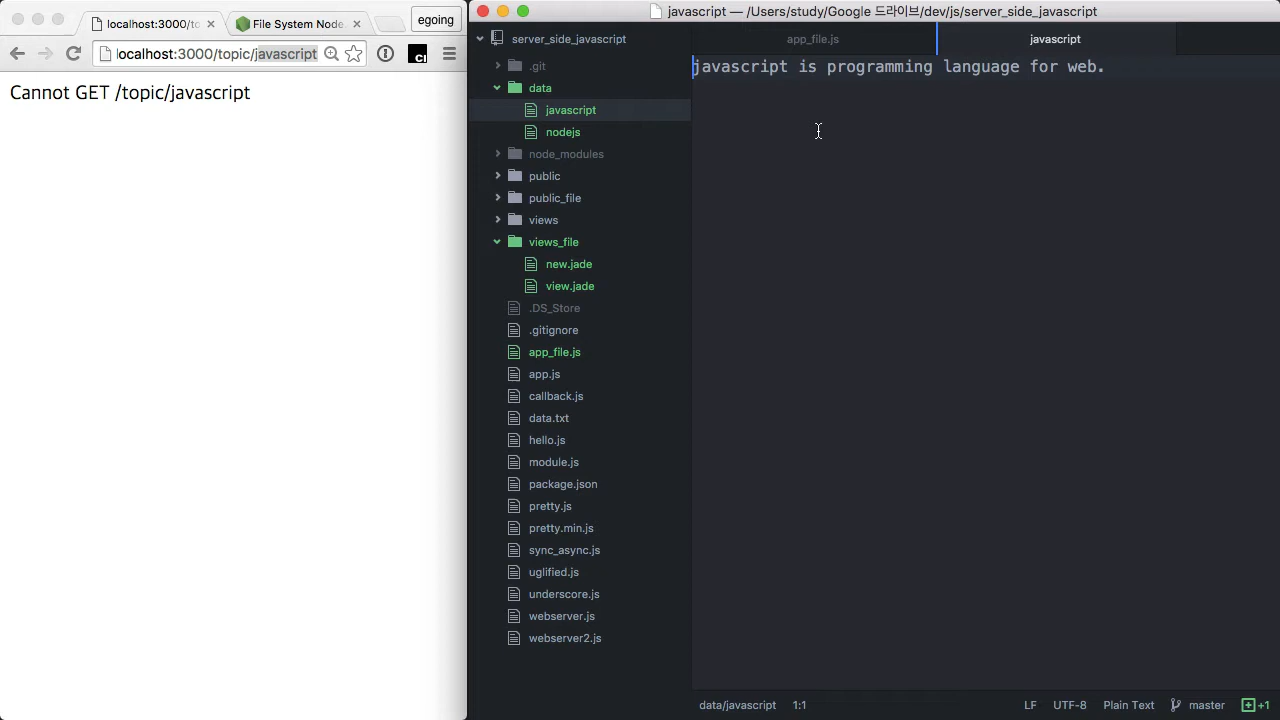 localhost:3000/to
File System Node
egoing
localhost:3000/topic/javascript
Cannot GET /topic/javascript
javascript — /Users/study/Google 드라이브/dev/js/server_side_javascript
server_side_javascript
.git
data
javascript
nodejs
node_modules
public
public_file
views
views_file
new.jade
view.jade
.DS_Store
.gitignore
app_file.js
app.js
callback.js
data.txt
hello.js
module.js
package.json
pretty.js
pretty.min.js
sync_async.js
uglified.js
underscore.js
webserver.js
webserver2.js
app_file.js
javascript
javascript is programming language for web.
data/javascript 1:1
LF UTF-8 Plain Text master +1